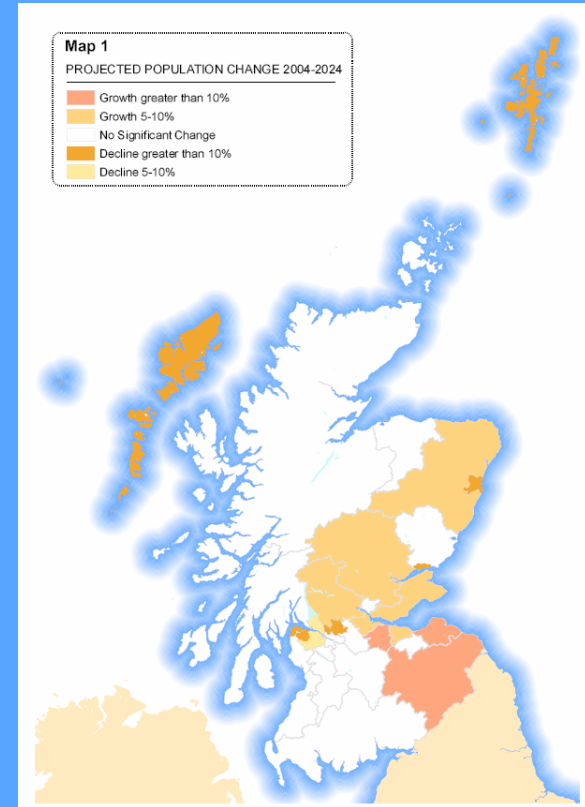 Map 1
PROJECTED POPULATION CHANGE 2004-2024
Growth greater than 10%
Growth 5-10%
No Significant Change
Decline greater than 10%
Decline 5-10%